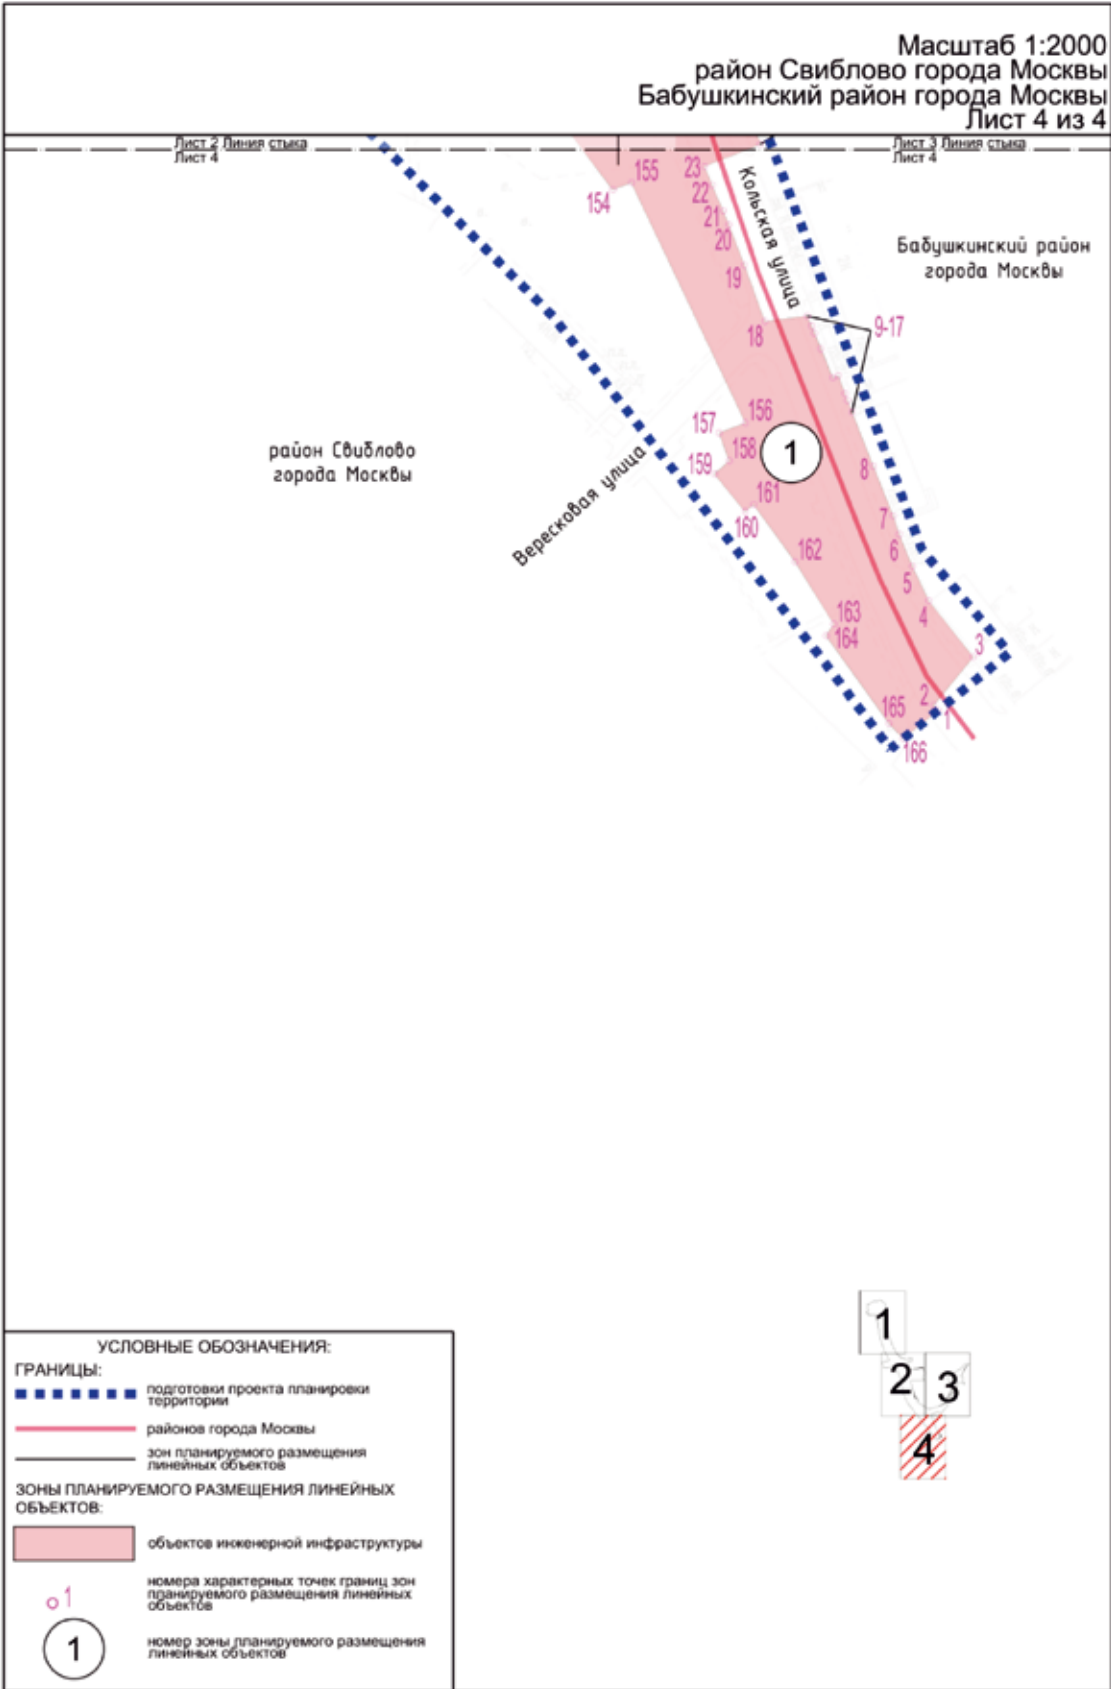 Масштаб 1:2000
район Свиблово города Москвы
Бабушкинский район города Москвы
Лист 4 из 4
Лист 2 Линия стыка
Лист 4
Лист 3 Линия стыка
Лист 4
155
154
23
22
21
20
19
18
Кольская улица
Бабушкинский район
города Москвы
9-17
район Свиблово
города Москвы
Вересковая улица
156
157
158
159
1
161
160
162
163
164
165
166
8
7
6
5
4
3
2
1
1
2
3
4
УСЛОВНЫЕ ОБОЗНАЧЕНИЯ:
ГРАНИЦЫ:
подготовки проекта планировки
территории
районов города Москвы
зон планируемого размещения
линейных объектов
ЗОНЫ ПЛАНИРУЕМОГО РАЗМЕЩЕНИЯ ЛИНЕЙНЫХ
ОБЪЕКТОВ:
объектов инженерной инфраструктуры
1
номера характерных точек границ зон
планируемого размещения линейных
объектов
1
номер зоны планируемого размещения
линейных объектов